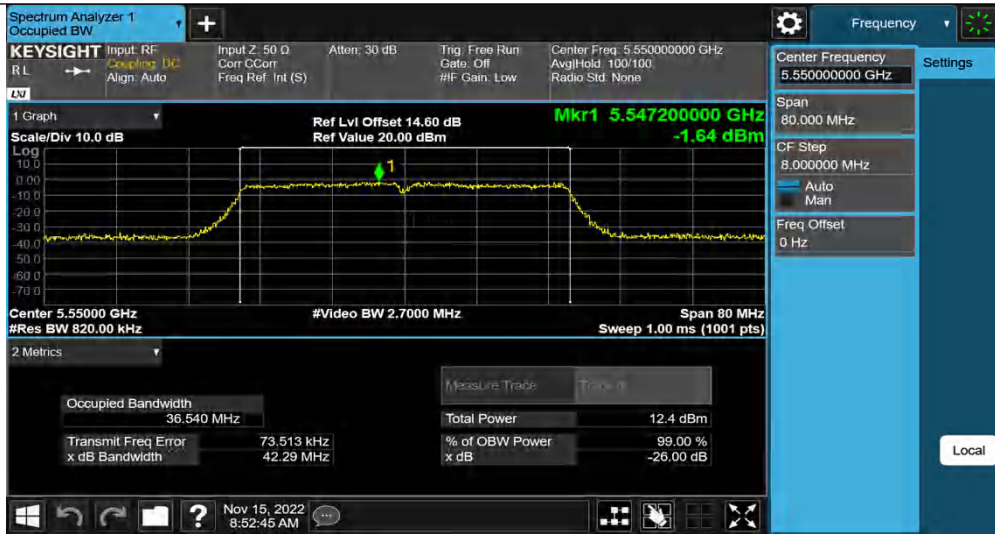 Spectrum Analyzer 1
Occupied BW
+
Frequency
KEYSIGHT
RL
LXI
Input: RF
Coupling: DC
Align: Auto
Input Z: 50 Ω
Corr CCorr
Freq Ref: Int (S)
Atten: 30 dB
Trig: Free Run
Gate: Off
#IF Gain: Low
Center Freq: 5.550000000 GHz
Avg|Hold: 100/100
Radio Std: None
1 Graph
Scale/Div 10.0 dB
Ref Lvl Offset 14.60 dB
Ref Value 20.00 dBm
Mkr1 5.547200000 GHz
-1.64 dBm
Log
10.0
0.00
-10.0
-20.0
-30.0
-40.0
-50.0
-60.0
-70.0
1
Center 5.55000 GHz
#Res BW 820.00 kHz
#Video BW 2.7000 MHz
Span 80 MHz
Sweep 1.00 ms (1001 pts)
2 Metrics
Measure Trace
Occupied Bandwidth
36.540 MHz
Total Power 12.4 dBm
Transmit Freq Error 73.513 kHz
% of OBW Power 99.00 %
x dB Bandwidth 42.29 MHz
x dB -26.00 dB
Center Frequency
5.550000000 GHz
Settings
Span
80.000 MHz
CF Step
8.000000 MHz
Auto
Man
Freq Offset
0 Hz
Local
?
Nov 15, 2022
8:52:45 AM